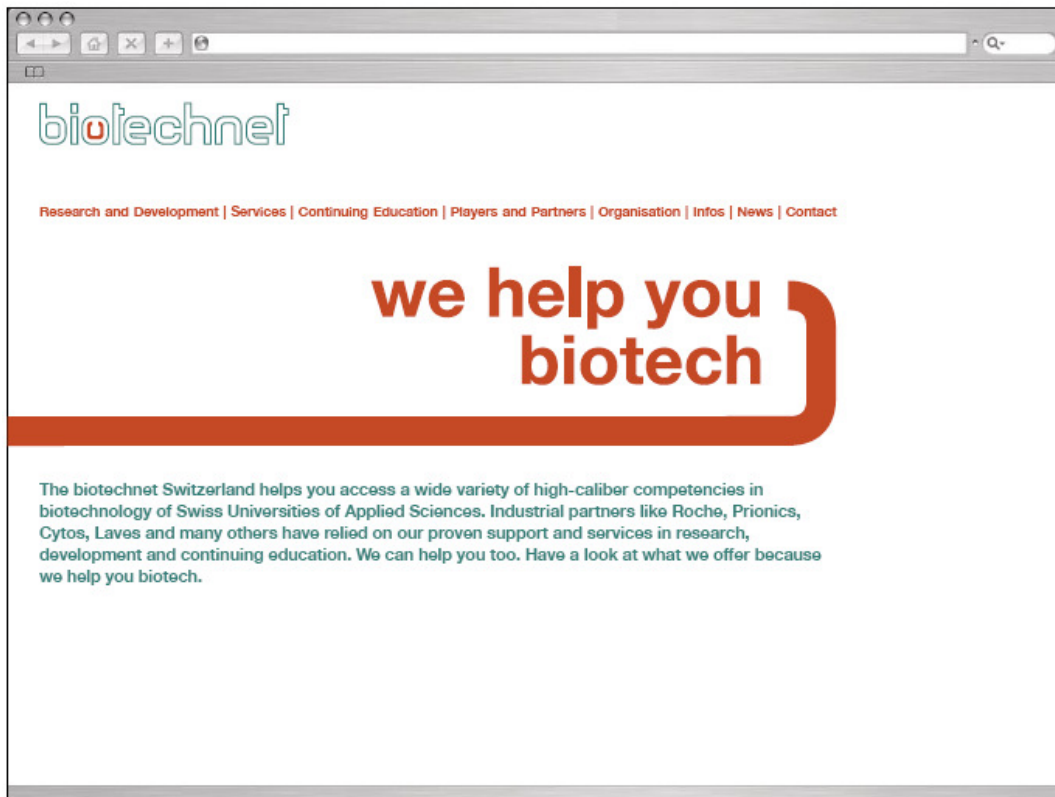 biotechnet
Research and Development | Services | Continuing Education | Players and Partners | Organisation | Infos | News | Contact
we help you
biotech
The biotechnet Switzerland helps you access a wide variety of high-caliber competencies in
biotechnology of Swiss Universities of Applied Sciences. Industrial partners like Roche, Prionics,
Cytos, Laves and many others have relied on our proven support and services in research,
development and continuing education. We can help you too. Have a look at what we offer because
we help you biotech.